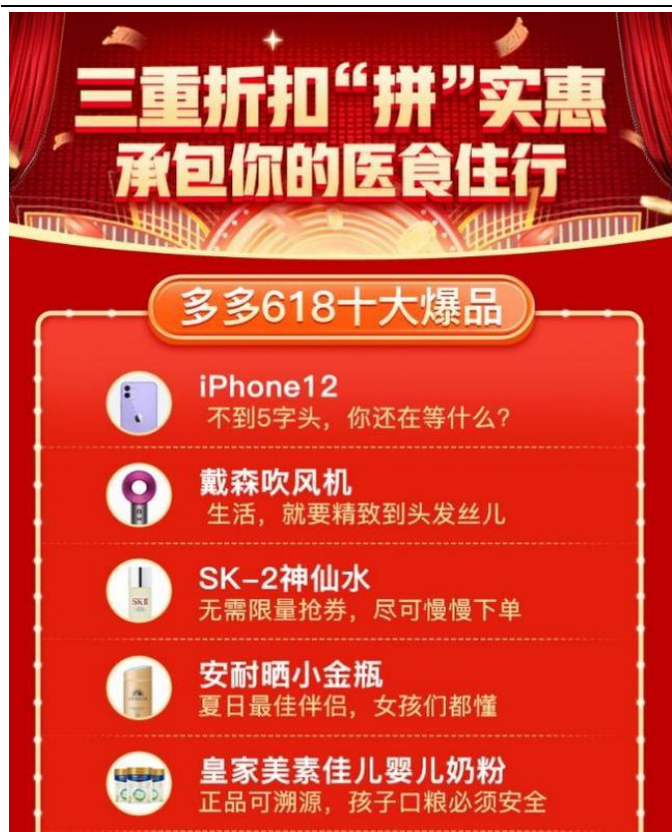 三重折扣“拼”实惠
承包你的医食住行
多多618十大爆品
iPhone12
不到5字头，你还在等什么？
戴森吹风机
生活，就要精致到头发丝儿
SK-2神仙水
无需限量抢券，尽可慢慢下单
SKII
安耐晒小金瓶
夏日最佳伴侣，女孩们都懂
皇家美素佳儿婴儿奶粉
正品可溯源，孩子口粮必须安全